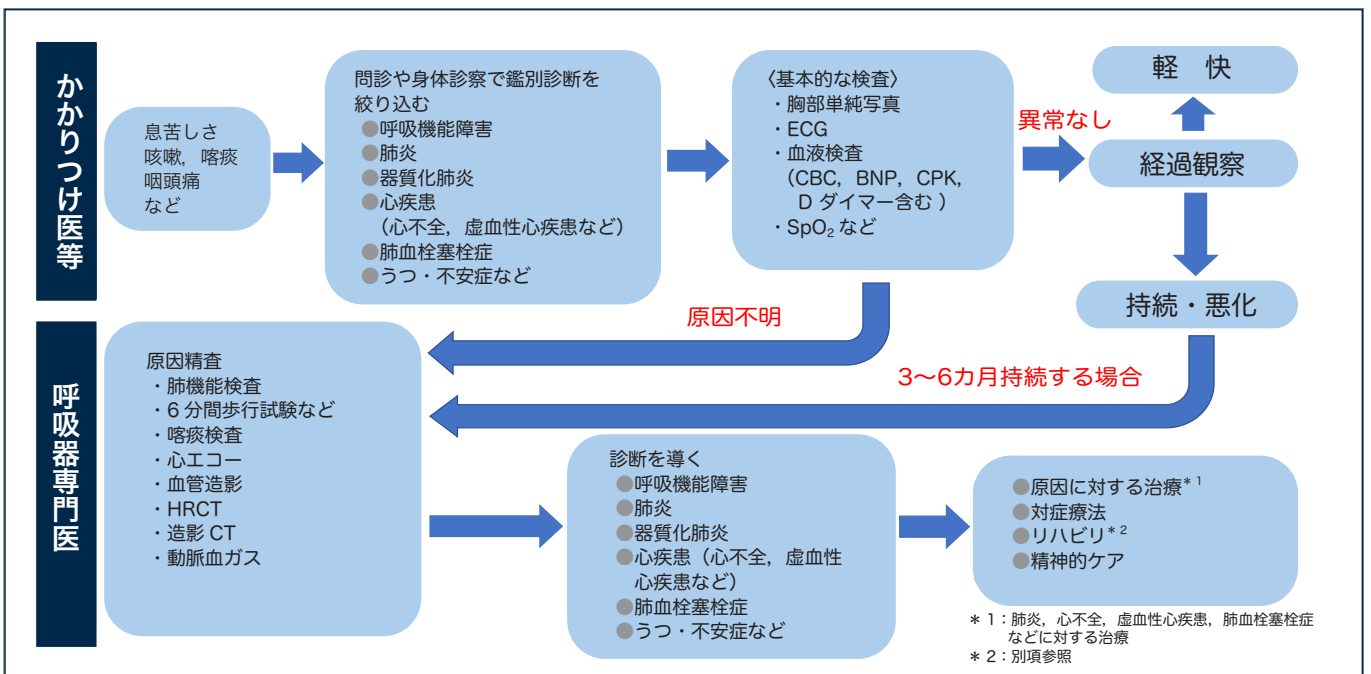 かかりつけ医等
息苦しさ
咳嗽，喀痰
咽頭痛
など
問診や身体診察で鑑別診断を
絞り込む
●呼吸機能障害
●肺炎
●器質化肺炎
●心疾患
（心不全，虚血性心疾患など）
●肺血栓塞栓症
●うつ・不安症など
〈基本的な検査〉
・胸部単純写真
・ECG
・血液検査
（CBC，BNP，CPK，
D ダイマー含む ）
・SpO₂ など
異常なし
軽　快
経過観察
持続・悪化
原因不明
3〜6カ月持続する場合
呼吸器専門医
原因精査
・肺機能検査
・6 分間歩行試験など
・喀痰検査
・心エコー
・血管造影
・HRCT
・造影 CT
・動脈血ガス
診断を導く
●呼吸機能障害
●肺炎
●器質化肺炎
●心疾患（心不全，虚血性
心疾患など）
●肺血栓塞栓症
●うつ・不安症など
●原因に対する治療＊1
●対症療法
●リハビリ＊2
●精神的ケア
＊ 1：肺炎，心不全，虚血性心疾患，肺血栓塞栓症
などに対する治療
＊ 2：別項参照